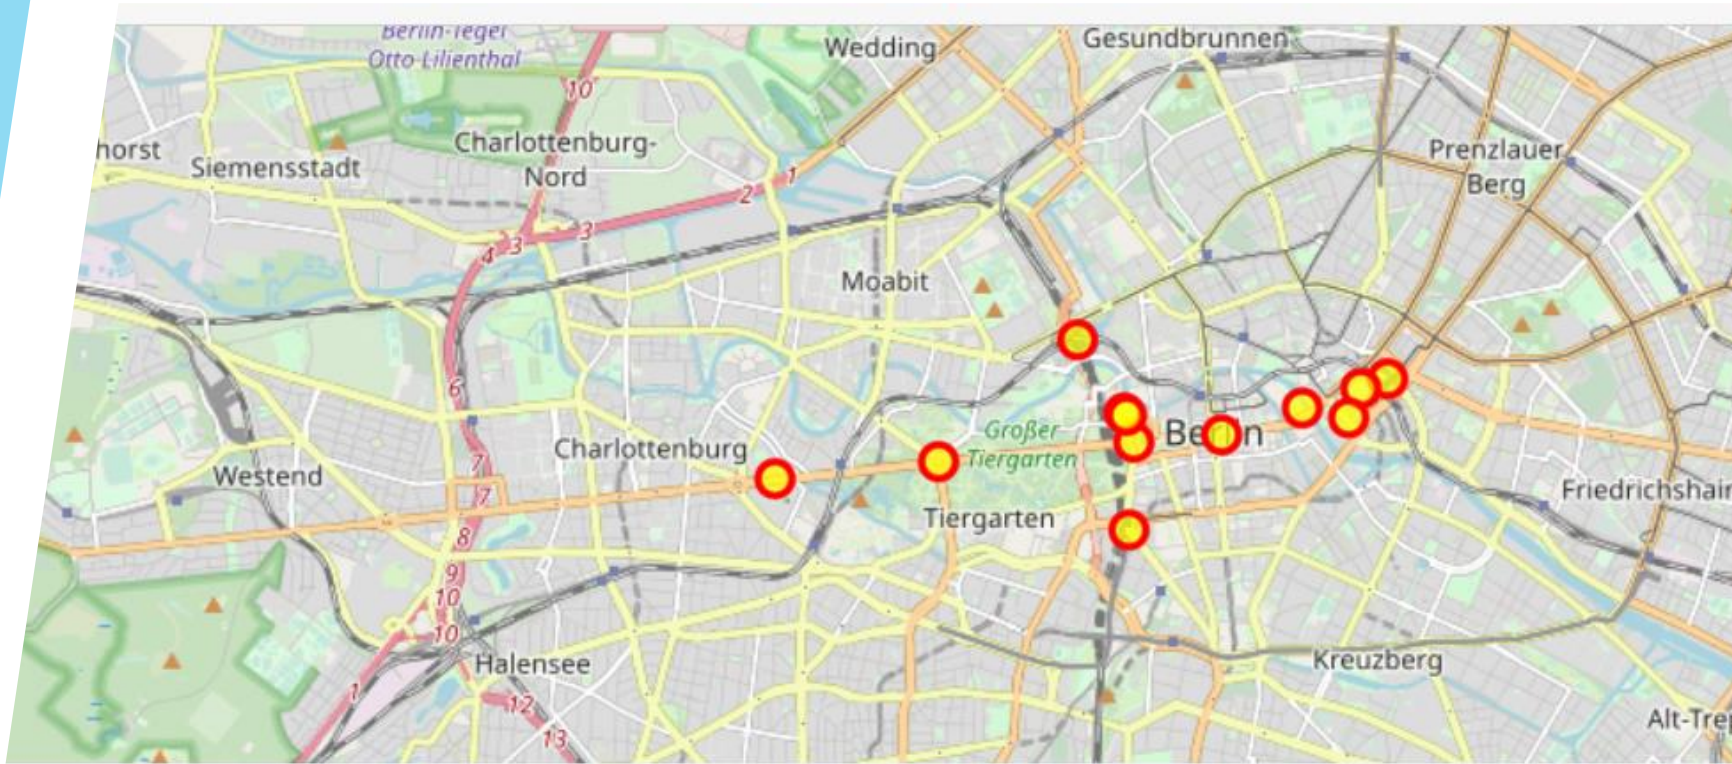 Berlin-Tegel
Otto Lilienthal
Wedding
Gesundbrunnen
10
Charlottenburg-
Nord
horst
Siemensstadt
Prenzlauer
Berg
1
2
3
3
4
Moabit
6
Charlottenburg
Großer
Tiergarten
Westend
7
7
Tiergarten
8
9
10
10
Halensee
1
12
13
Kreuzberg